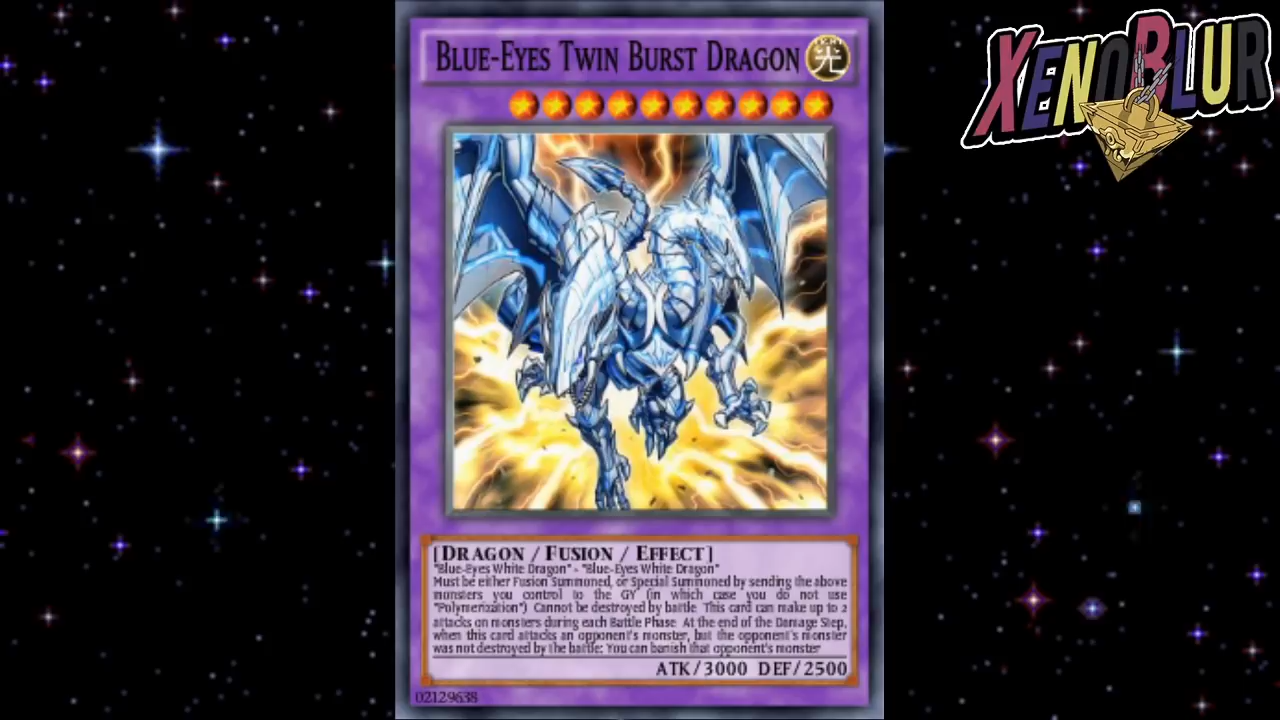 BLUE-EYES TWIN BURST DRAGON
LIGHT
光
XENOBLUR
[DRAGON / FUSION / EFFECT]
"Blue-Eyes White Dragon" + "Blue-Eyes White Dragon"
Must be either Fusion Summoned, or Special Summoned by sending the above
monsters you control to the GY (in which case you do not use
"Polymerization") Cannot be destroyed by battle This card can make up to 2
attacks on monsters during each Battle Phase At the end of the Damage Step,
when this card attacks an opponent's monster, but the opponent's monster
was not destroyed by the battle: You can banish that opponent's monster
ATK/3000 DEF/2500
02129638